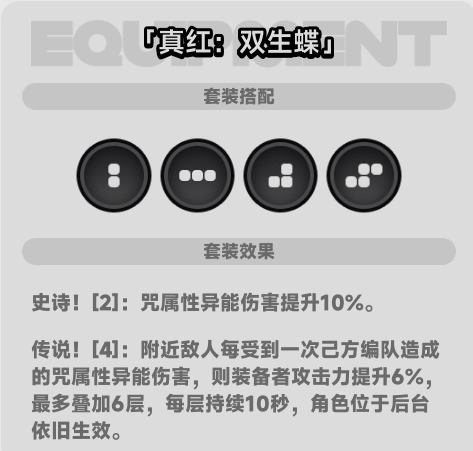 EQUIPMENT
「真红：双生蝶」
套装搭配
套装效果
史诗！[2]：咒属性异能伤害提升10%。
传说！[4]：附近敌人每受到一次己方编队造成
的咒属性异能伤害，则装备者攻击力提升6%，
最多叠加6层，每层持续10秒，角色位于后台
依旧生效。